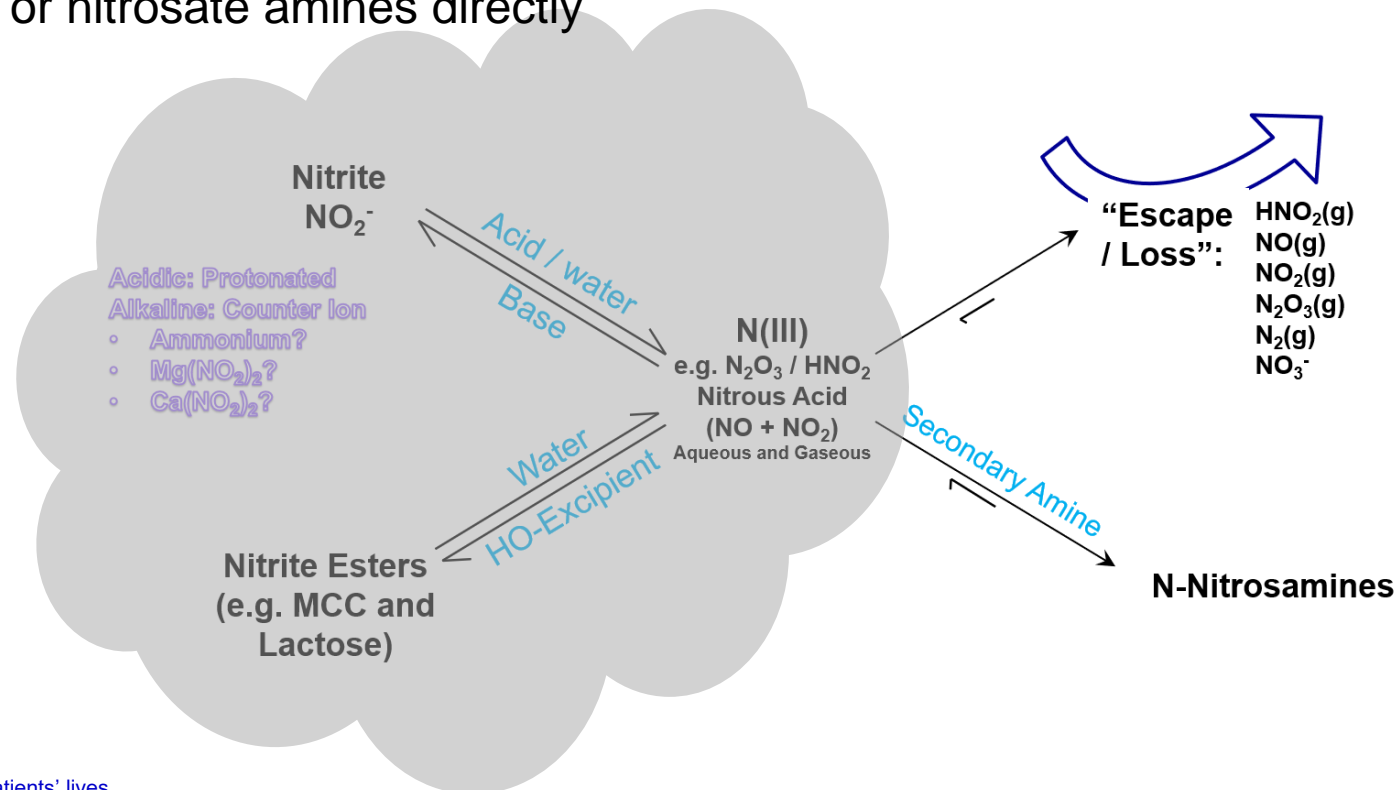 or nitrosate amines directly
Nitrite
NO₂⁻
Acid / water
Base
Acidic: Protonated
Alkaline: Counter Ion
• Ammonium?
• Mg(NO₂)₂?
• Ca(NO₂)₂?
N(III)
e.g. N₂O₃ / HNO₂
Nitrous Acid
(NO + NO₂)
Aqueous and Gaseous
Water
HO-Excipient
Nitrite Esters
(e.g. MCC and
Lactose)
“Escape
/ Loss”:
HNO₂(g)
NO(g)
NO₂(g)
N₂O₃(g)
N₂(g)
NO₃⁻
Secondary Amine
N-Nitrosamines
atients’ lives